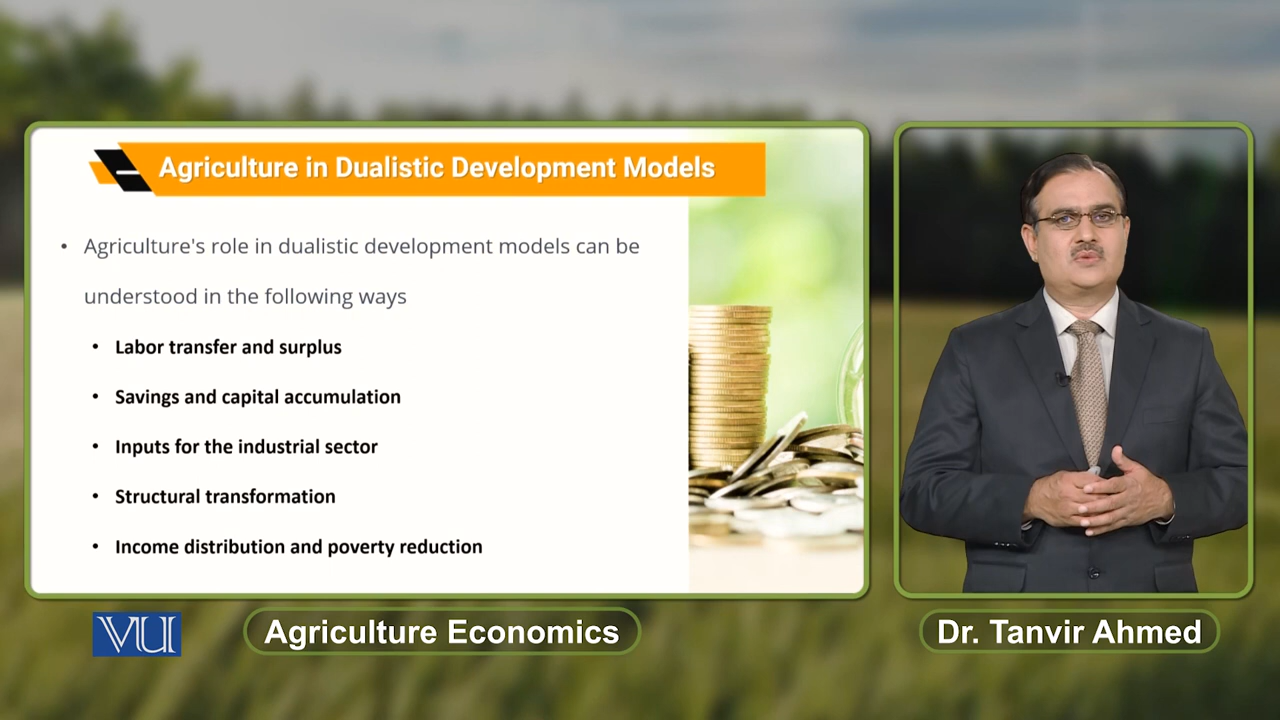 Agriculture in Dualistic Development Models
• Agriculture's role in dualistic development models can be
understood in the following ways
• Labor transfer and surplus
• Savings and capital accumulation
• Inputs for the industrial sector
• Structural transformation
• Income distribution and poverty reduction
VU
Agriculture Economics
Dr. Tanvir Ahmed